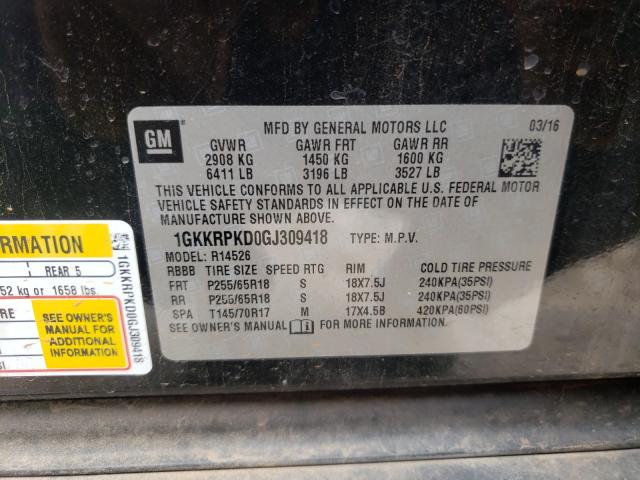 GM
MFD BY GENERAL MOTORS LLC
03/16
GVWR GAWR FRT GAWR RR
2908 KG 1450 KG 1600 KG
6411 LB 3196 LB 3527 LB
THIS VEHICLE CONFORMS TO ALL APPLICABLE U.S. FEDERAL MOTOR
VEHICLE SAFETY STANDARDS IN EFFECT ON THE DATE OF
MANUFACTURE SHOWN ABOVE.
1GKKRPKD0GJ309418 TYPE: M.P.V.
MODEL: R14526
RBBB TIRE SIZE SPEED RTG RIM COLD TIRE PRESSURE
FRT P255/65R18 S 18X7.5J 240KPA(35PSI)
RR P255/65R18 S 18X7.5J 240KPA(35PSI)
SPA T145/70R17 M 17X4.5B 420KPA(60PSI)
SEE OWNER'S MANUAL FOR MORE INFORMATION.
REAR 5
kg or 1658 lbs
SEE OWNER'S
MANUAL FOR
ADDITIONAL
INFORMATION
1GKKRPKD0GJ309418